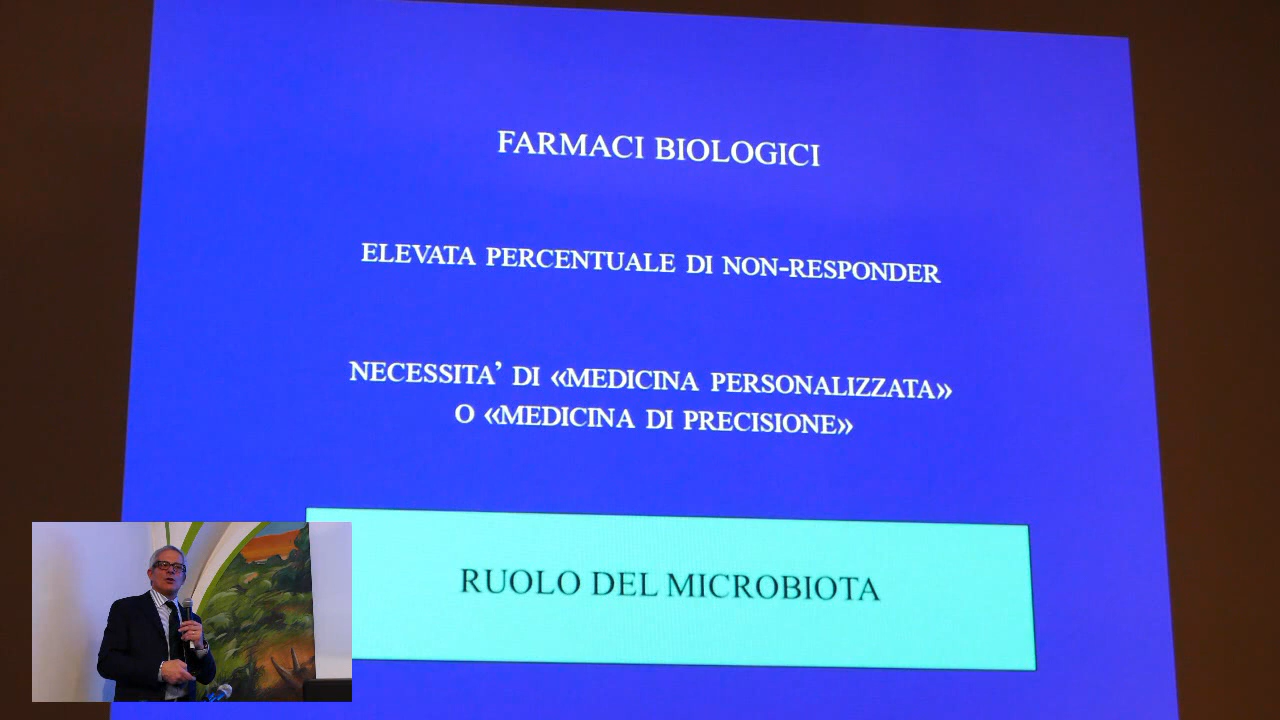 FARMACI BIOLOGICI
ELEVATA PERCENTUALE DI NON-RESPONDER
NECESSITA’ DI «MEDICINA PERSONALIZZATA»
O «MEDICINA DI PRECISIONE»
RUOLO DEL MICROBIOTA